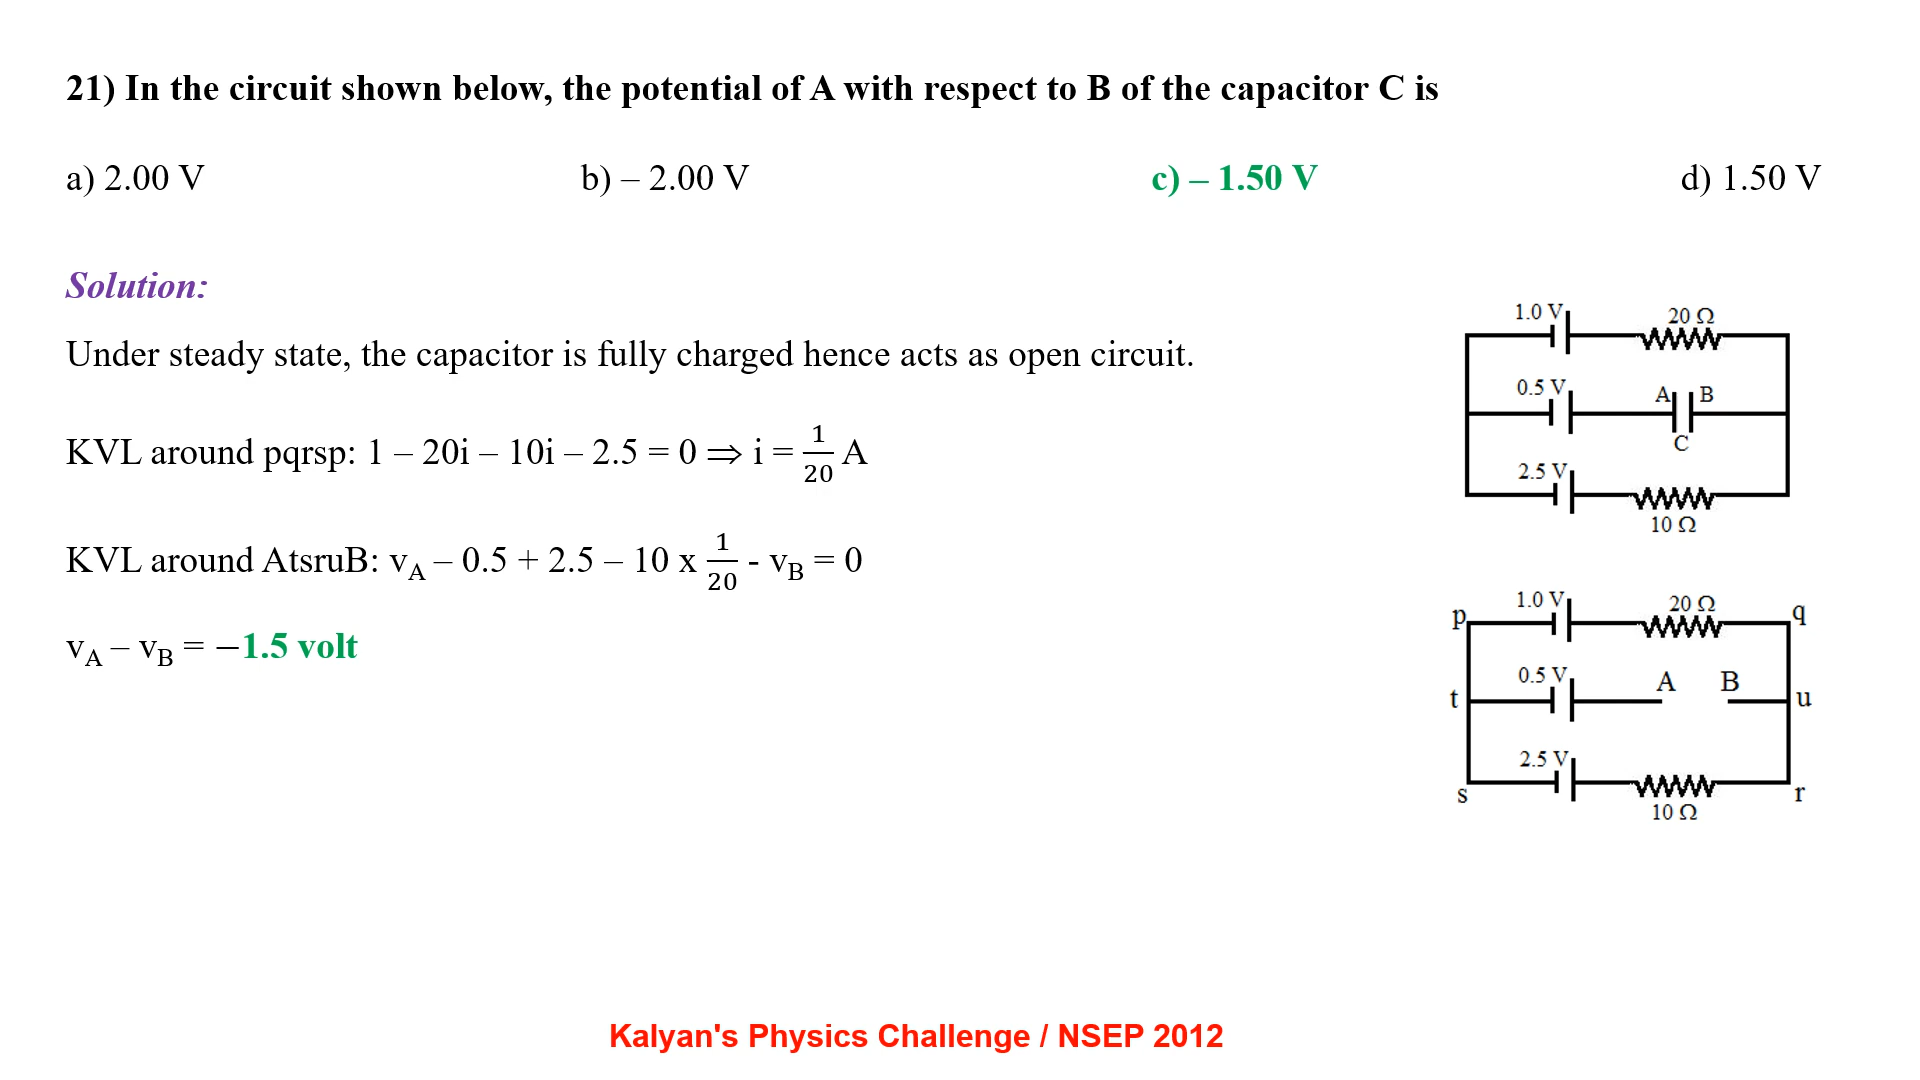 21) In the circuit shown below, the potential of A with respect to B of the capacitor C is
a) 2.00 V b) – 2.00 V c) – 1.50 V d) 1.50 V
Solution:
Under steady state, the capacitor is fully charged hence acts as open circuit.
KVL around pqrsp: 1 – 20i – 10i – 2.5 = 0 ⇒ i = 1/20 A
KVL around AtsruB: vA – 0.5 + 2.5 – 10 x 1/20 - vB = 0
vA – vB = −1.5 volt
1.0 V 20 Ω
0.5 V A B
C
2.5 V
10 Ω
p 1.0 V 20 Ω q
t 0.5 V A B u
2.5 V
s 10 Ω r
Kalyan's Physics Challenge / NSEP 2012